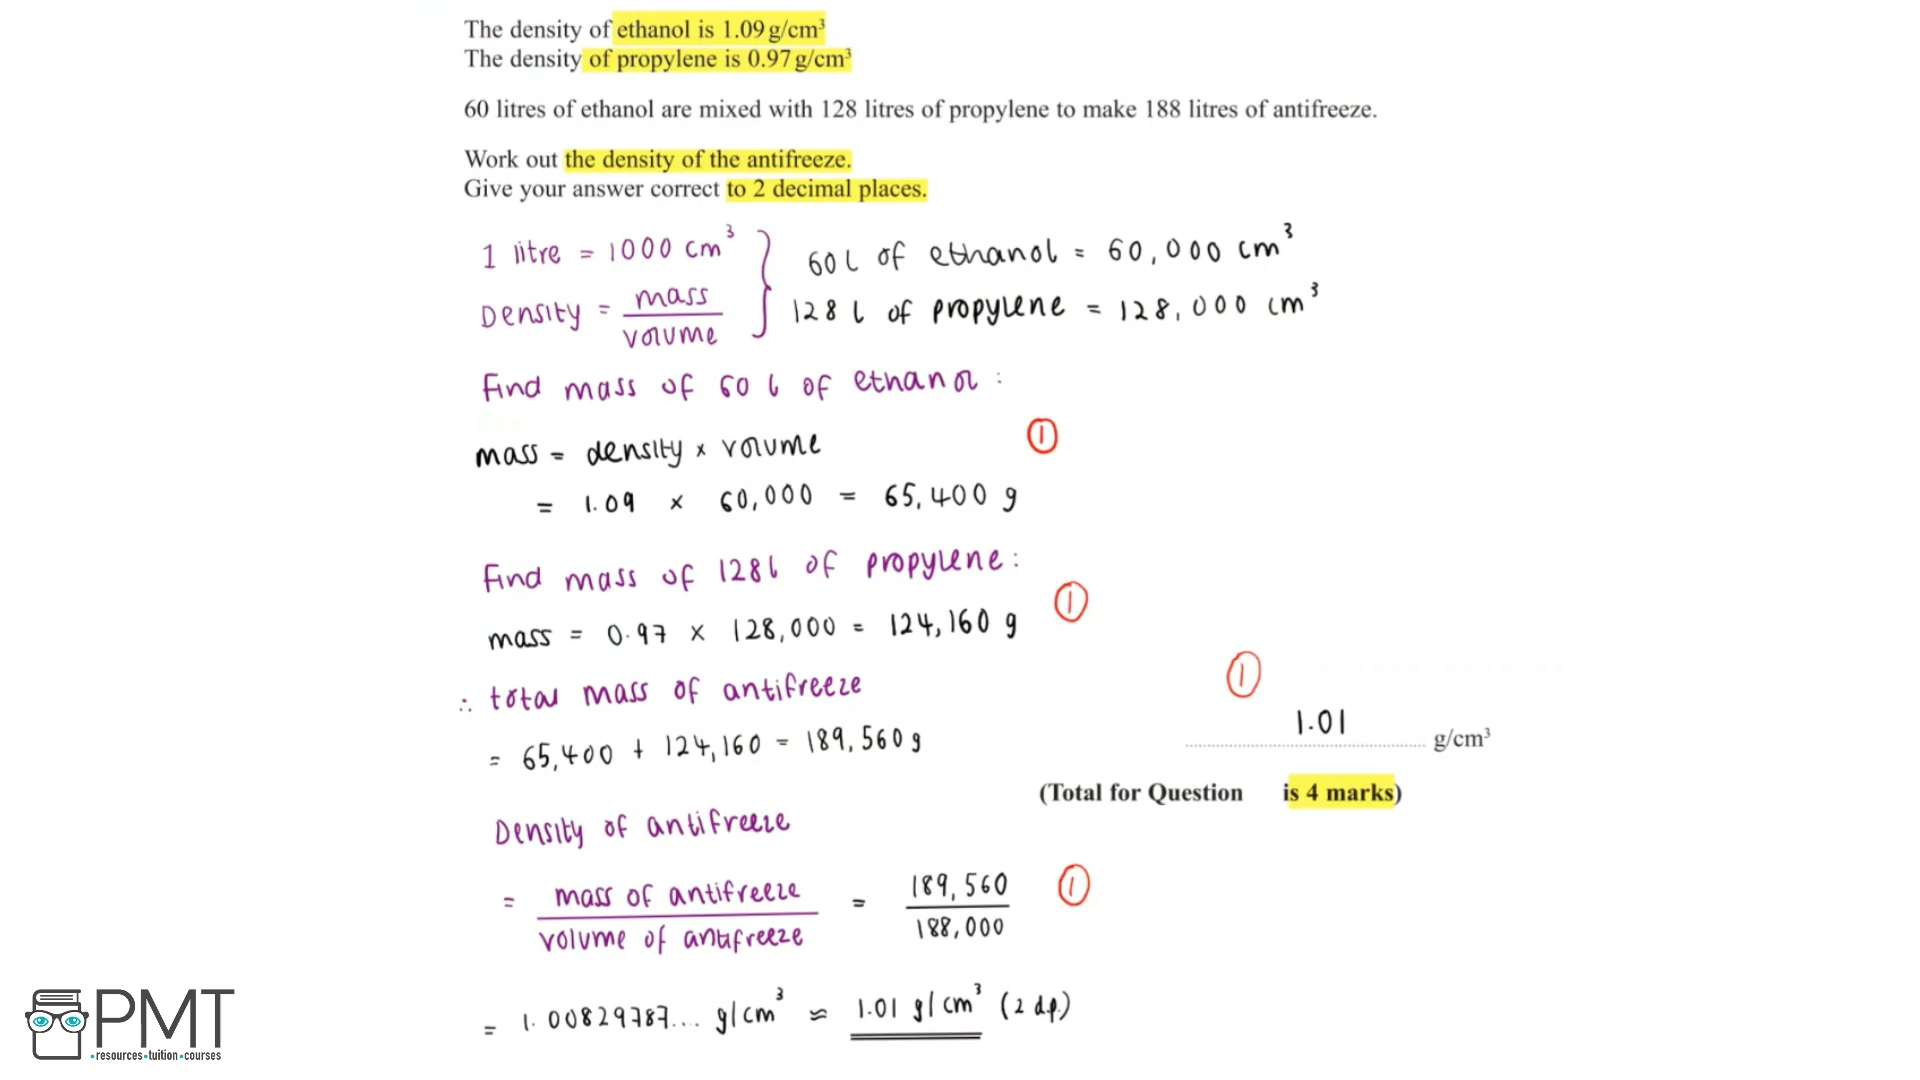 The density of ethanol is 1.09 g/cm³
The density of propylene is 0.97 g/cm³
60 litres of ethanol are mixed with 128 litres of propylene to make 188 litres of antifreeze.
Work out the density of the antifreeze.
Give your answer correct to 2 decimal places.
1 litre = 1000 cm³
Density = mass / volume
60 l of ethanol = 60,000 cm³
128 l of propylene = 128,000 cm³
Find mass of 60 l of ethanol :
mass = density × volume
①
= 1.09 × 60,000 = 65,400 g
Find mass of 128 l of propylene :
mass = 0.97 × 128,000 = 124,160 g
①
∴ total mass of antifreeze
= 65,400 + 124,160 = 189,560 g
①
1.01 g/cm³
(Total for Question is 4 marks)
Density of antifreeze
= mass of antifreeze / volume of antifreeze = 189,560 / 188,000
①
= 1.00829787... g/cm³ ≈ 1.01 g/cm³ (2 d.p.)
PMT
•resources•tuition•courses